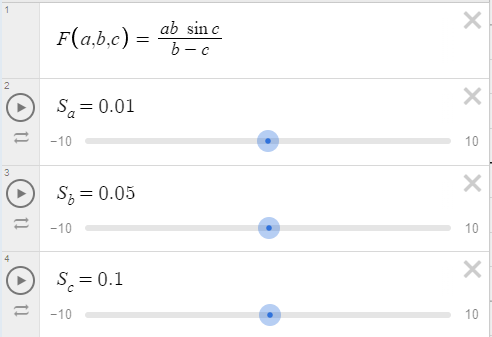 1
F(a,b,c) = ab sin c / b − c
2
S_a = 0.01
−10 10
3
S_b = 0.05
−10 10
4
S_c = 0.1
−10 10